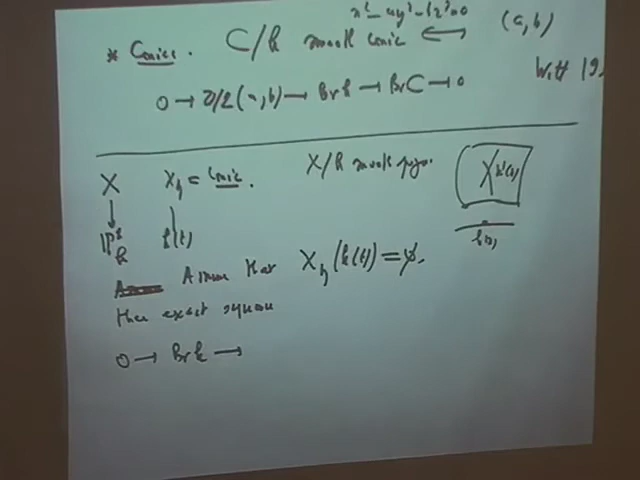 x² - ay² - bz² = 0
* Conics. C/k smooth conic ⟷ (a, b)
Witt 19
0 → Z/2 (a, b) → Br k → Br C → 0
X X_η = Conic. X/k smooth proj.
↓
P¹_k k(t)
Assume that X_η(k(t)) = ∅.
then exact sequence
0 → Br k →